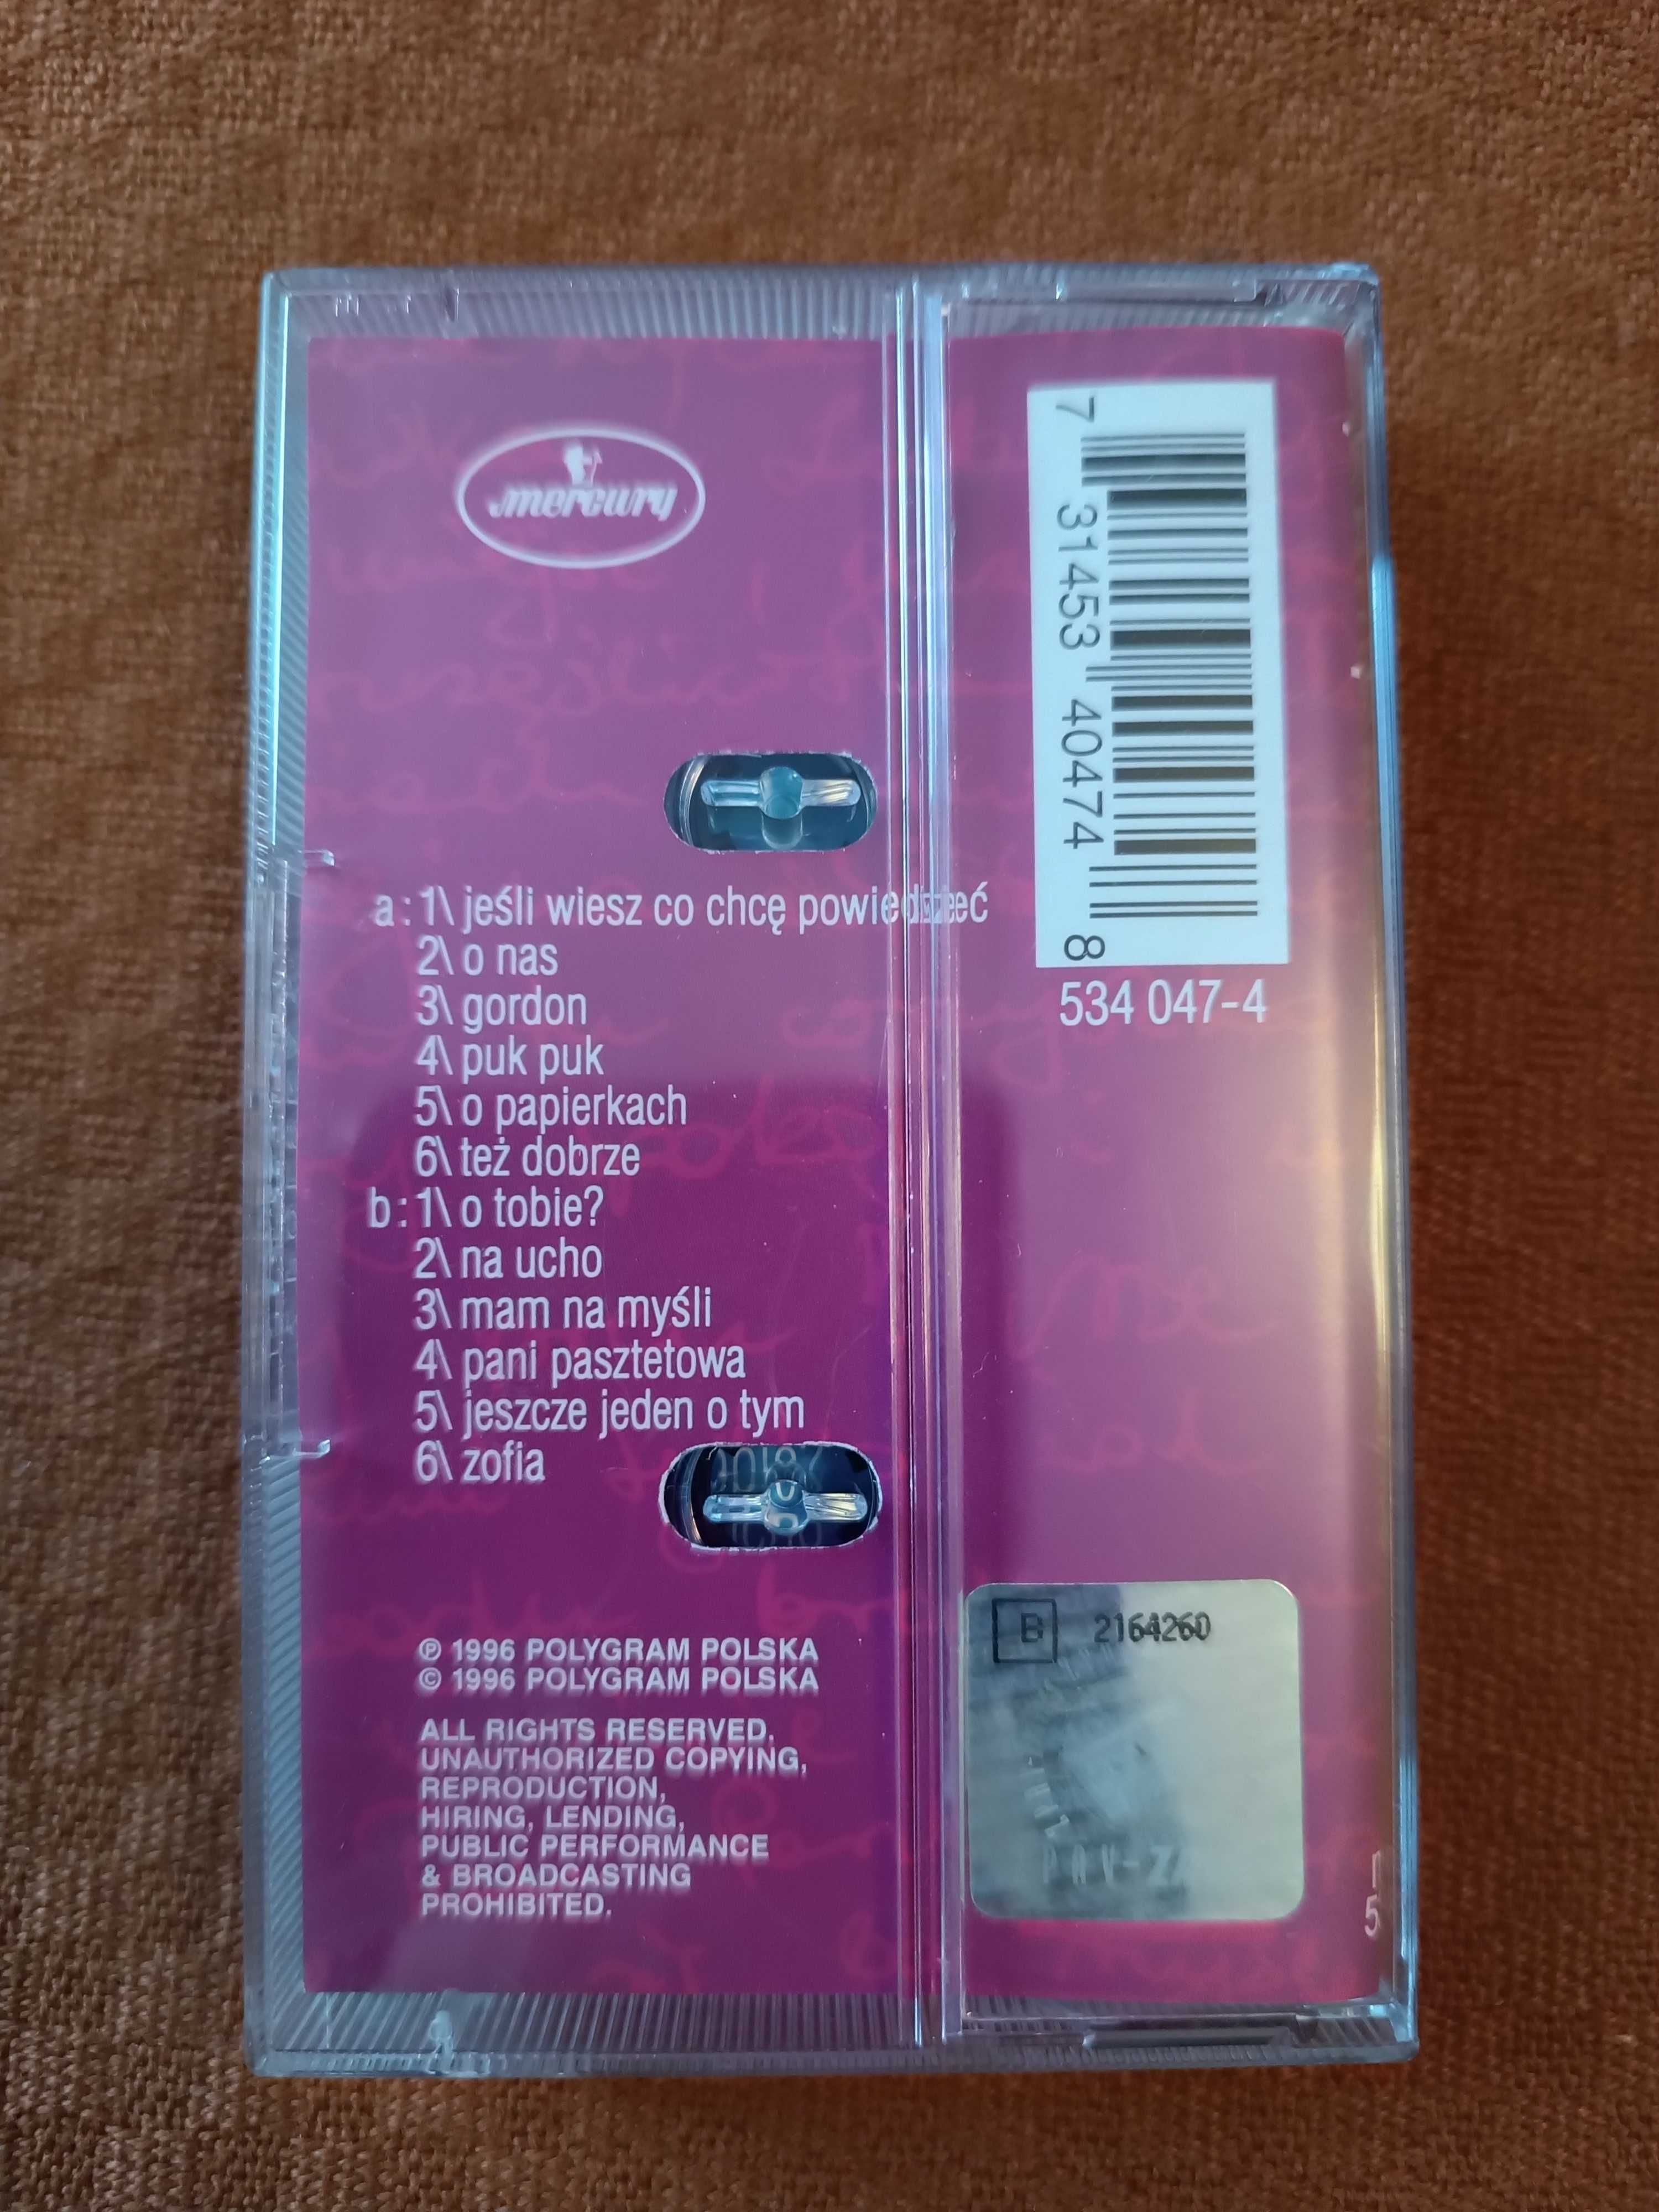 mercury
a: 1\ jeśli wiesz co chcę powiedzieć
2\ o nas
3\ gordon
4\ puk puk
5\ o papierkach
6\ też dobrze
b: 1\ o tobie?
2\ na ucho
3\ mam na myśli
4\ pani pasztetowa
5\ jeszcze jeden o tym
6\ zofia
℗ 1996 POLYGRAM POLSKA
© 1996 POLYGRAM POLSKA
ALL RIGHTS RESERVED.
UNAUTHORIZED COPYING,
REPRODUCTION,
HIRING, LENDING,
PUBLIC PERFORMANCE
& BROADCASTING
PROHIBITED.
7 31453 40474 8
534 047-4
B 2164260
15